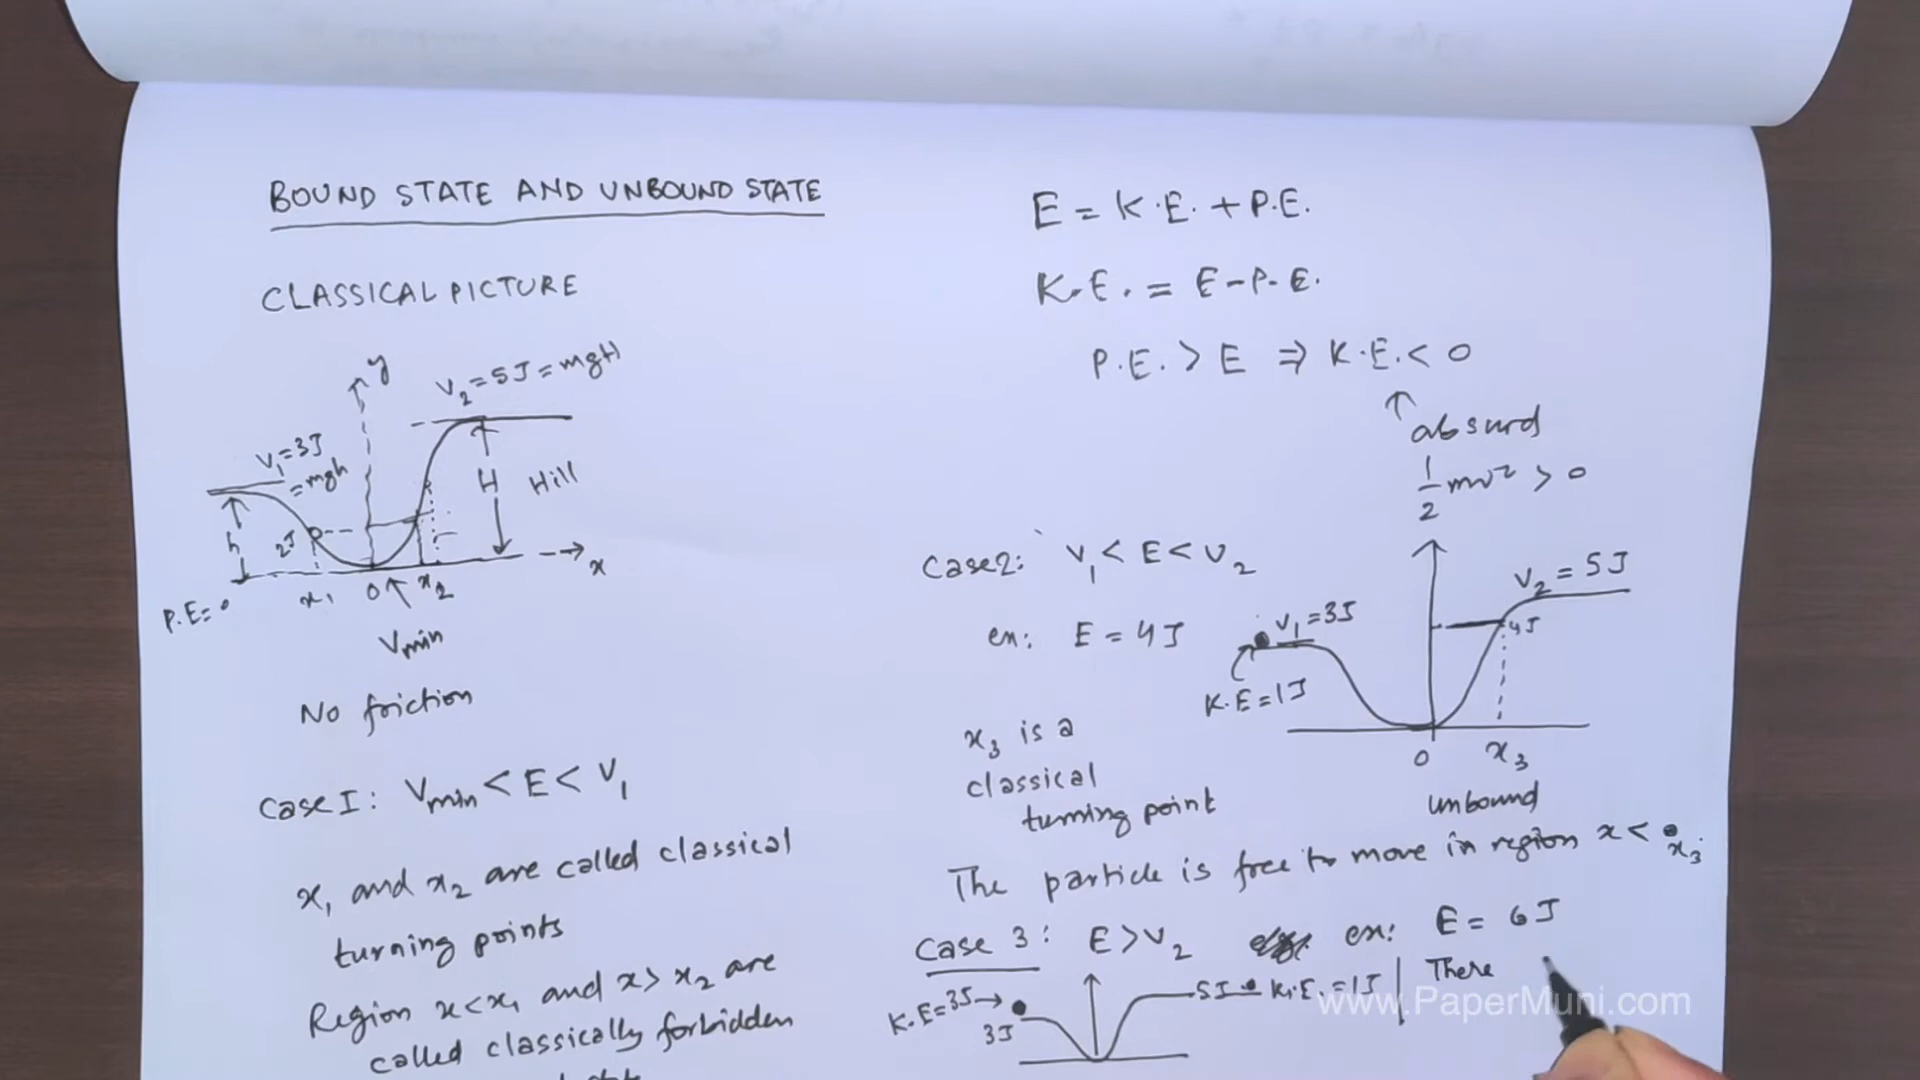 BOUND STATE AND UNBOUND STATE
CLASSICAL PICTURE
y
V₂ = 5J = mgH
V₁ = 3J
= mgh
H
Hill
h
2J
x
P.E = 0
x₁
0
x₂
Vmin
No friction
Case I: Vmin < E < V₁
x₁ and x₂ are called classical
turning points
Region x < x₁ and x > x₂ are
called classically forbidden
E = K.E. + P.E.
K.E. = E - P.E.
P.E. > E ⇒ K.E. < 0
↑
absurd
1/2 mv² > 0
Case 2: V₁ < E < V₂
ex: E = 4J
V₁ = 3J
V₂ = 5J
4J
K.E = 1J
0
x₃
x₃ is a
classical
turning point
unbound
The particle is free to move in region x < x₃
Case 3: E > V₂ ex: E = 6J
K.E = 3J →
3J
5J
K.E. = 1J
There
www.PaperMuni.com